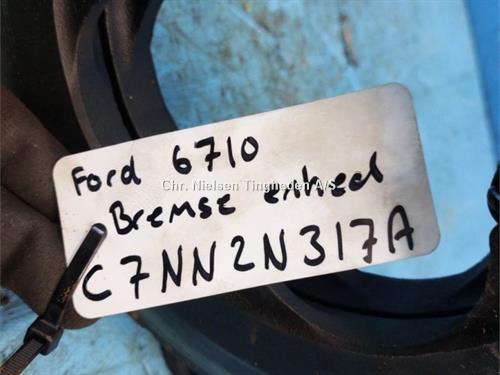 Ford 6710
Chr. Nielsen Tingheden A/S
Bremse enhed
C7NN2N317A